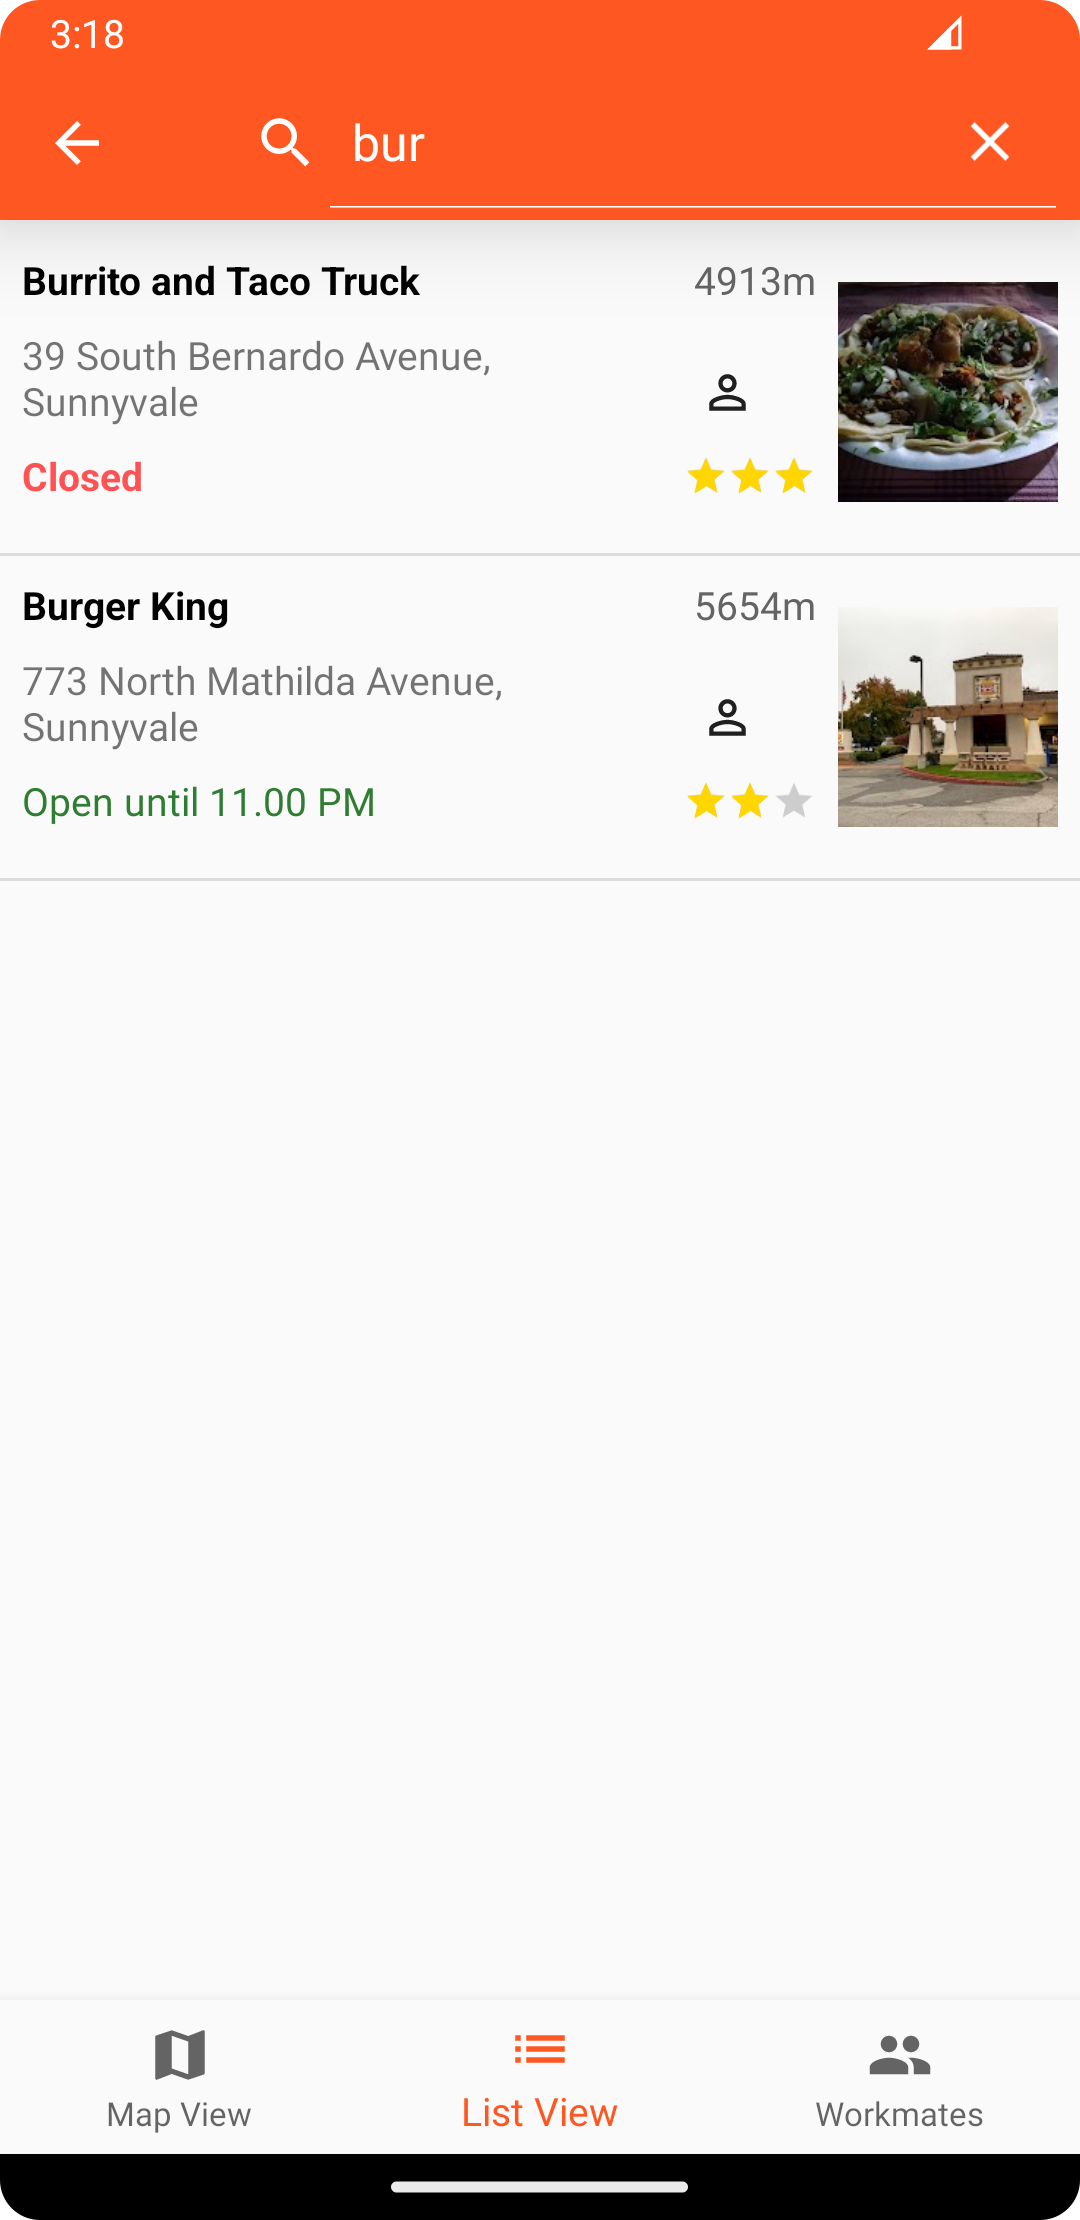 3:18
bur
Burrito and Taco Truck
4913m
39 South Bernardo Avenue,
Sunnyvale
Closed
Burger King
5654m
773 North Mathilda Avenue,
Sunnyvale
Open until 11.00 PM
Map View
List View
Workmates